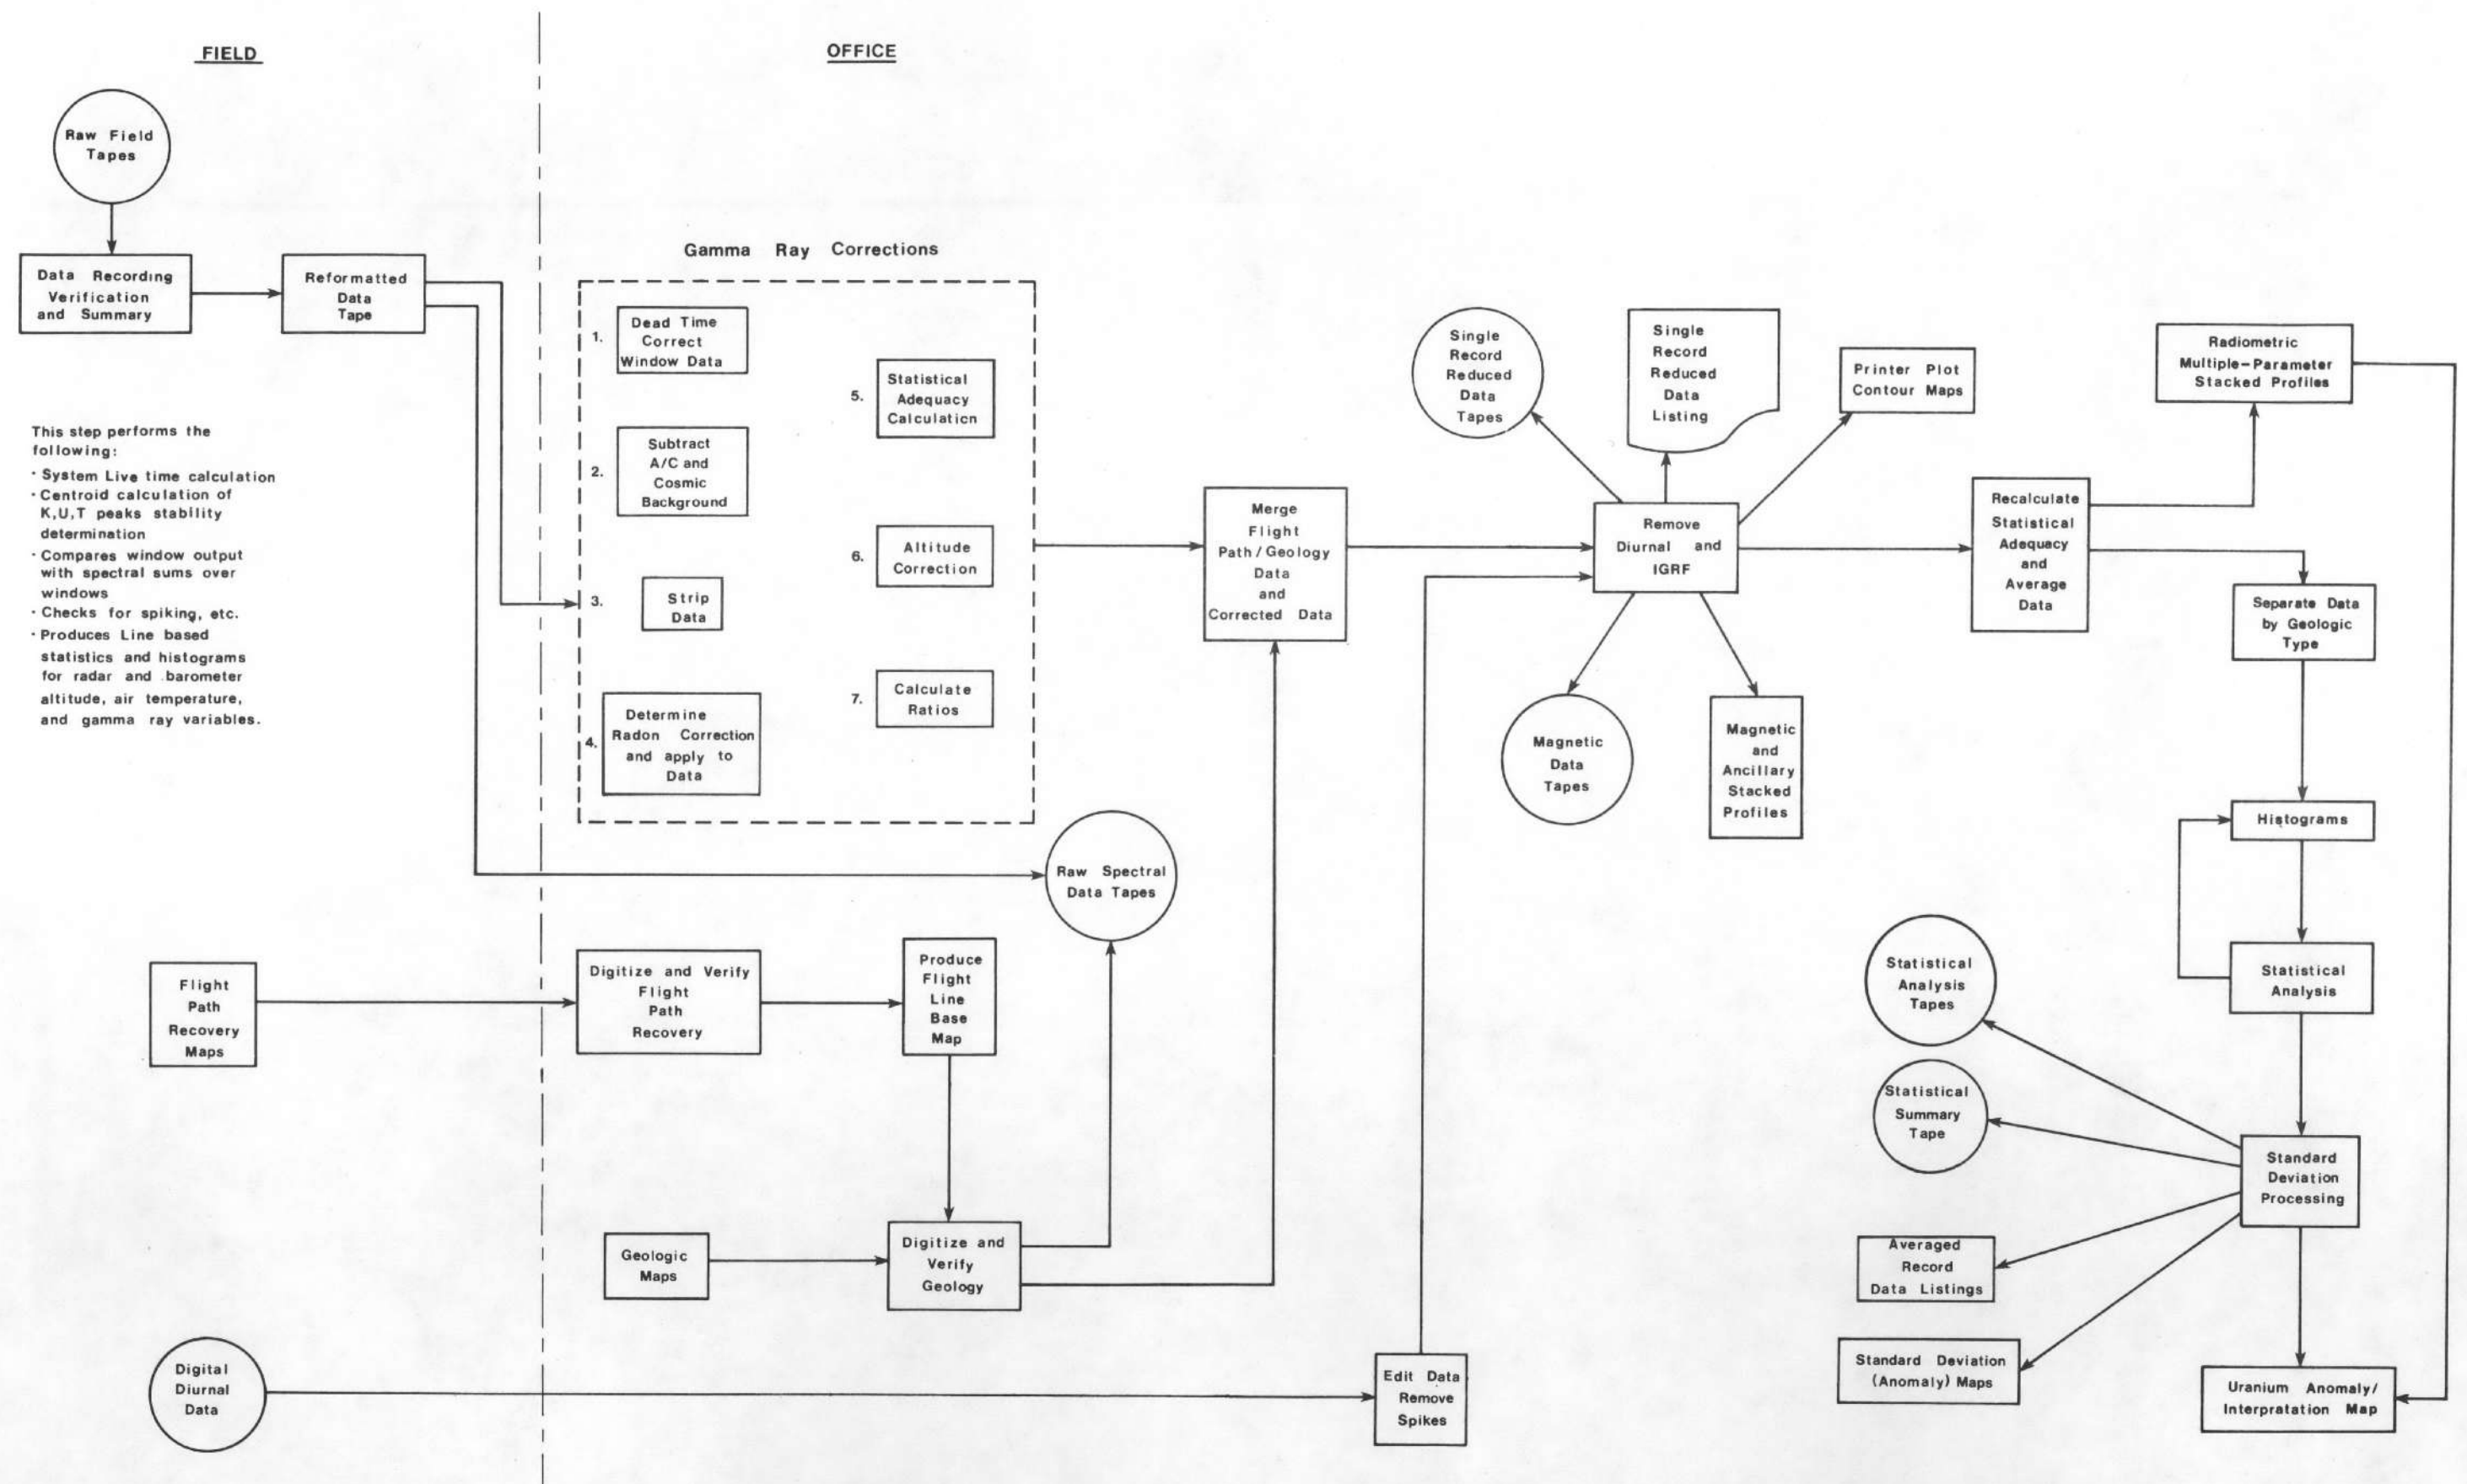 FIELD
OFFICE
Raw Field
Tapes
Data Recording
Verification
and Summary
Reformatted
Data
Tape
This step performs the
following:
· System Live time calculation
· Centroid calculation of
K,U,T peaks stability
determination
· Compares window output
with spectral sums over
windows
· Checks for spiking, etc.
· Produces Line based
statistics and histograms
for radar and barometer
altitude, air temperature,
and gamma ray variables.
Gamma Ray Corrections
1.
Dead Time
Correct
Window Data
2.
Subtract
A/C and
Cosmic
Background
3.
Strip
Data
4.
Determine
Radon Correction
and apply to
Data
5.
Statistical
Adequacy
Calculation
6.
Altitude
Correction
7.
Calculate
Ratios
Raw Spectral
Data Tapes
Flight
Path
Recovery
Maps
Digitize and Verify
Flight
Path
Recovery
Produce
Flight
Line
Base
Map
Geologic
Maps
Digitize and
Verify
Geology
Digital
Diurnal
Data
Edit Data
Remove
Spikes
Merge
Flight
Path/Geology
Data
and
Corrected Data
Single
Record
Reduced
Data
Tapes
Single
Record
Reduced
Data
Listing
Printer Plot
Contour Maps
Remove
Diurnal and
IGRF
Magnetic
Data
Tapes
Magnetic
and
Ancillary
Stacked
Profiles
Recalculate
Statistical
Adequacy
and
Average
Data
Radiometric
Multiple-Parameter
Stacked Profiles
Separate Data
by Geologic
Type
Histograms
Statistical
Analysis
Statistical
Analysis
Tapes
Statistical
Summary
Tape
Standard
Deviation
Processing
Averaged
Record
Data Listings
Standard Deviation
(Anomaly) Maps
Uranium Anomaly/
Interpratation Map